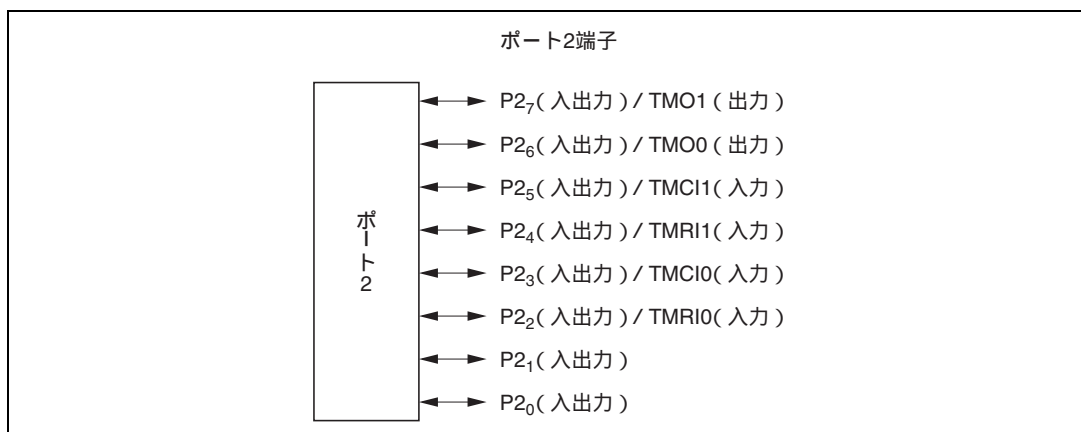 ポート2端子
P2₇(入出力)/ TMO1(出力)
P2₆(入出力)/ TMO0(出力)
P2₅(入出力)/ TMCI1(入力)
P2₄(入出力)/ TMRI1(入力)
P2₃(入出力)/ TMCI0(入力)
P2₂(入出力)/ TMRI0(入力)
P2₁(入出力)
P2₀(入出力)
ポート2